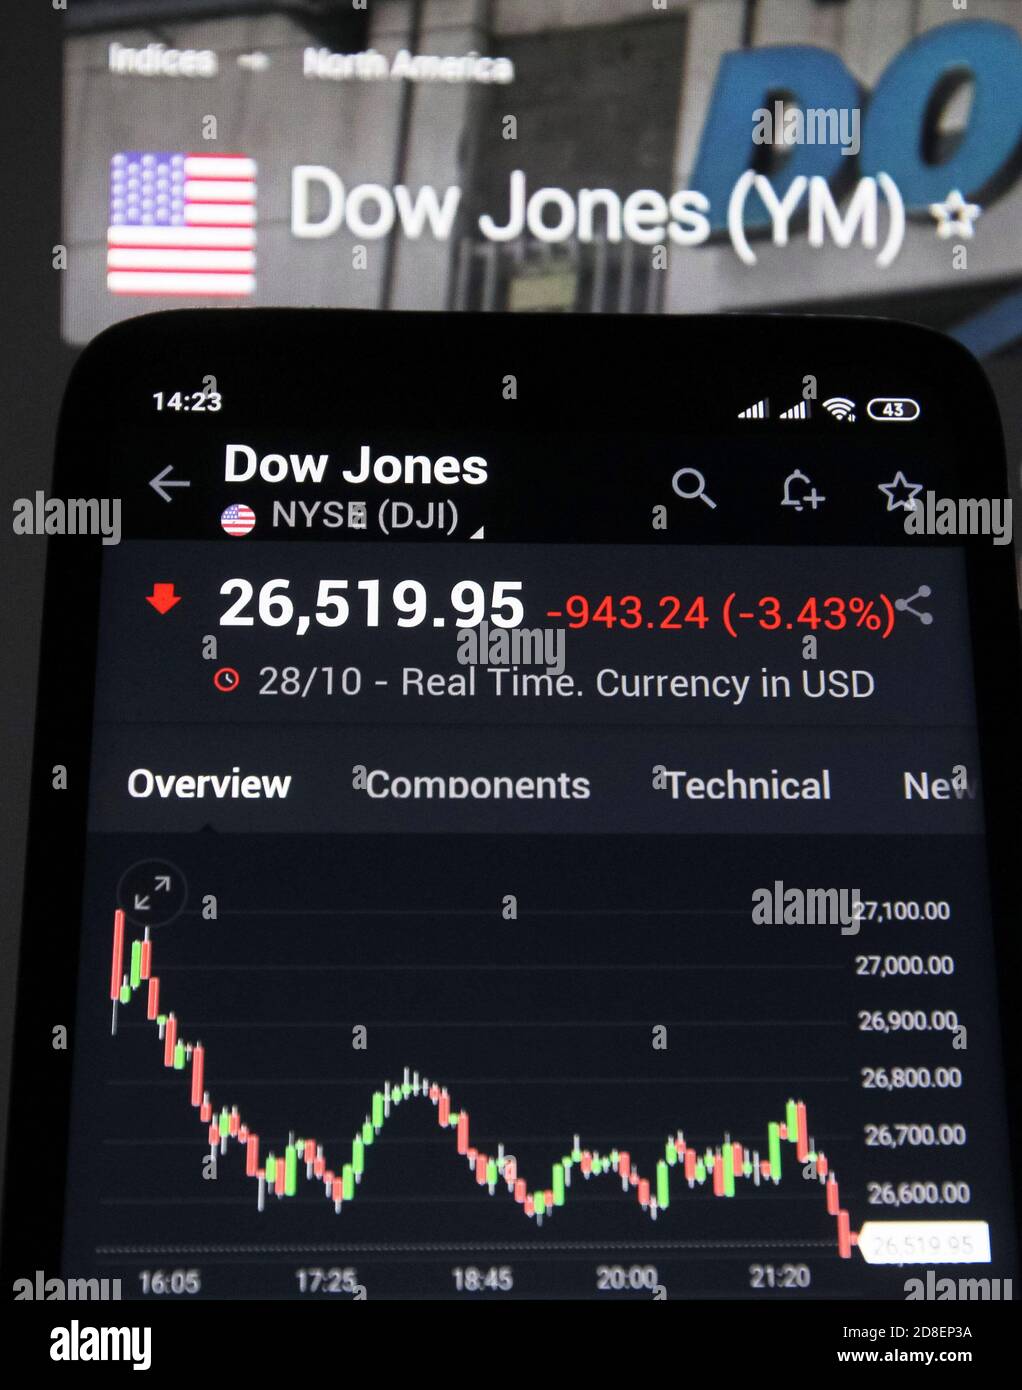 Indices → North America
DO
Dow Jones (YM)
14:23
43
Dow Jones
NYSE (DJI)
26,519.95 -943.24 (-3.43%)
28/10 - Real Time. Currency in USD
Overview Components Technical New
27,100.00
27,000.00
26,900.00
26,800.00
26,700.00
26,600.00
26,519.95
16:05 17:25 18:45 20:00 21:20
alamy
a
alamy
Image ID: 2D8EP3A
www.alamy.com